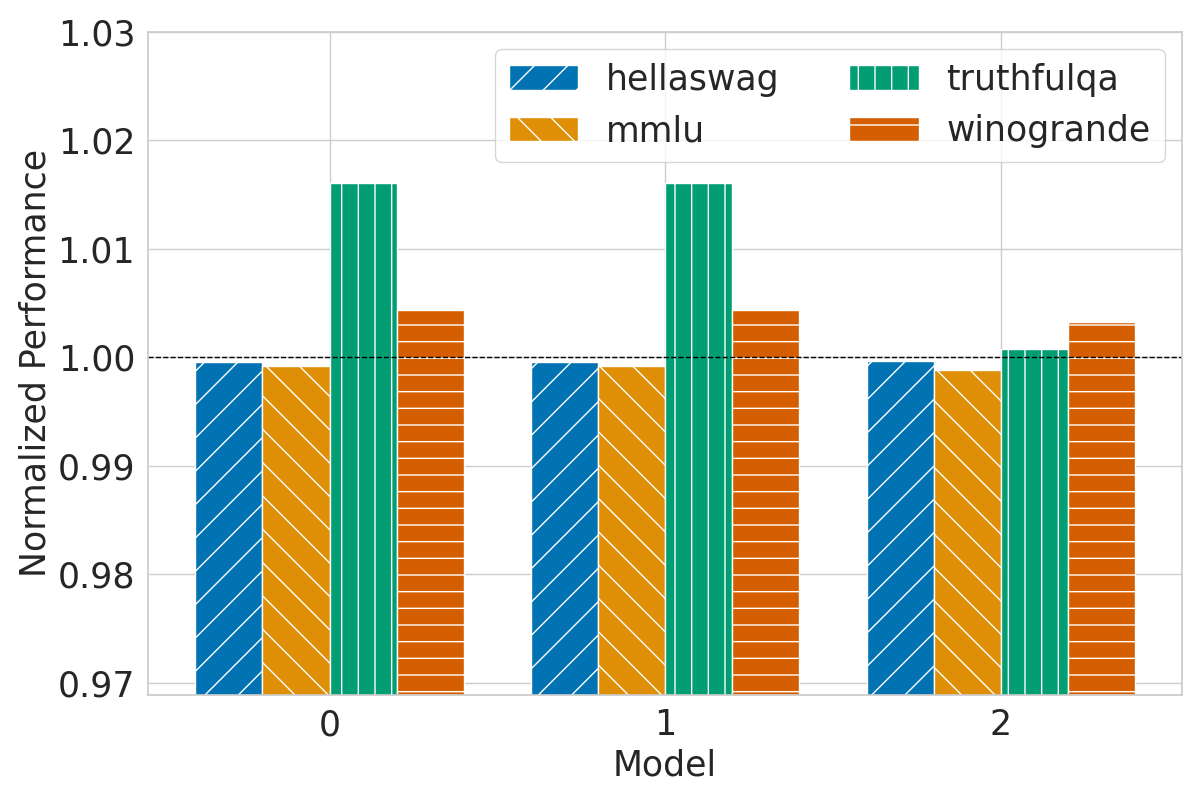 1.03
1.02
1.01
1.00
0.99
0.98
0.97
Normalized Performance
hellaswag
mmlu
truthfulqa
winogrande
0 1 2
Model